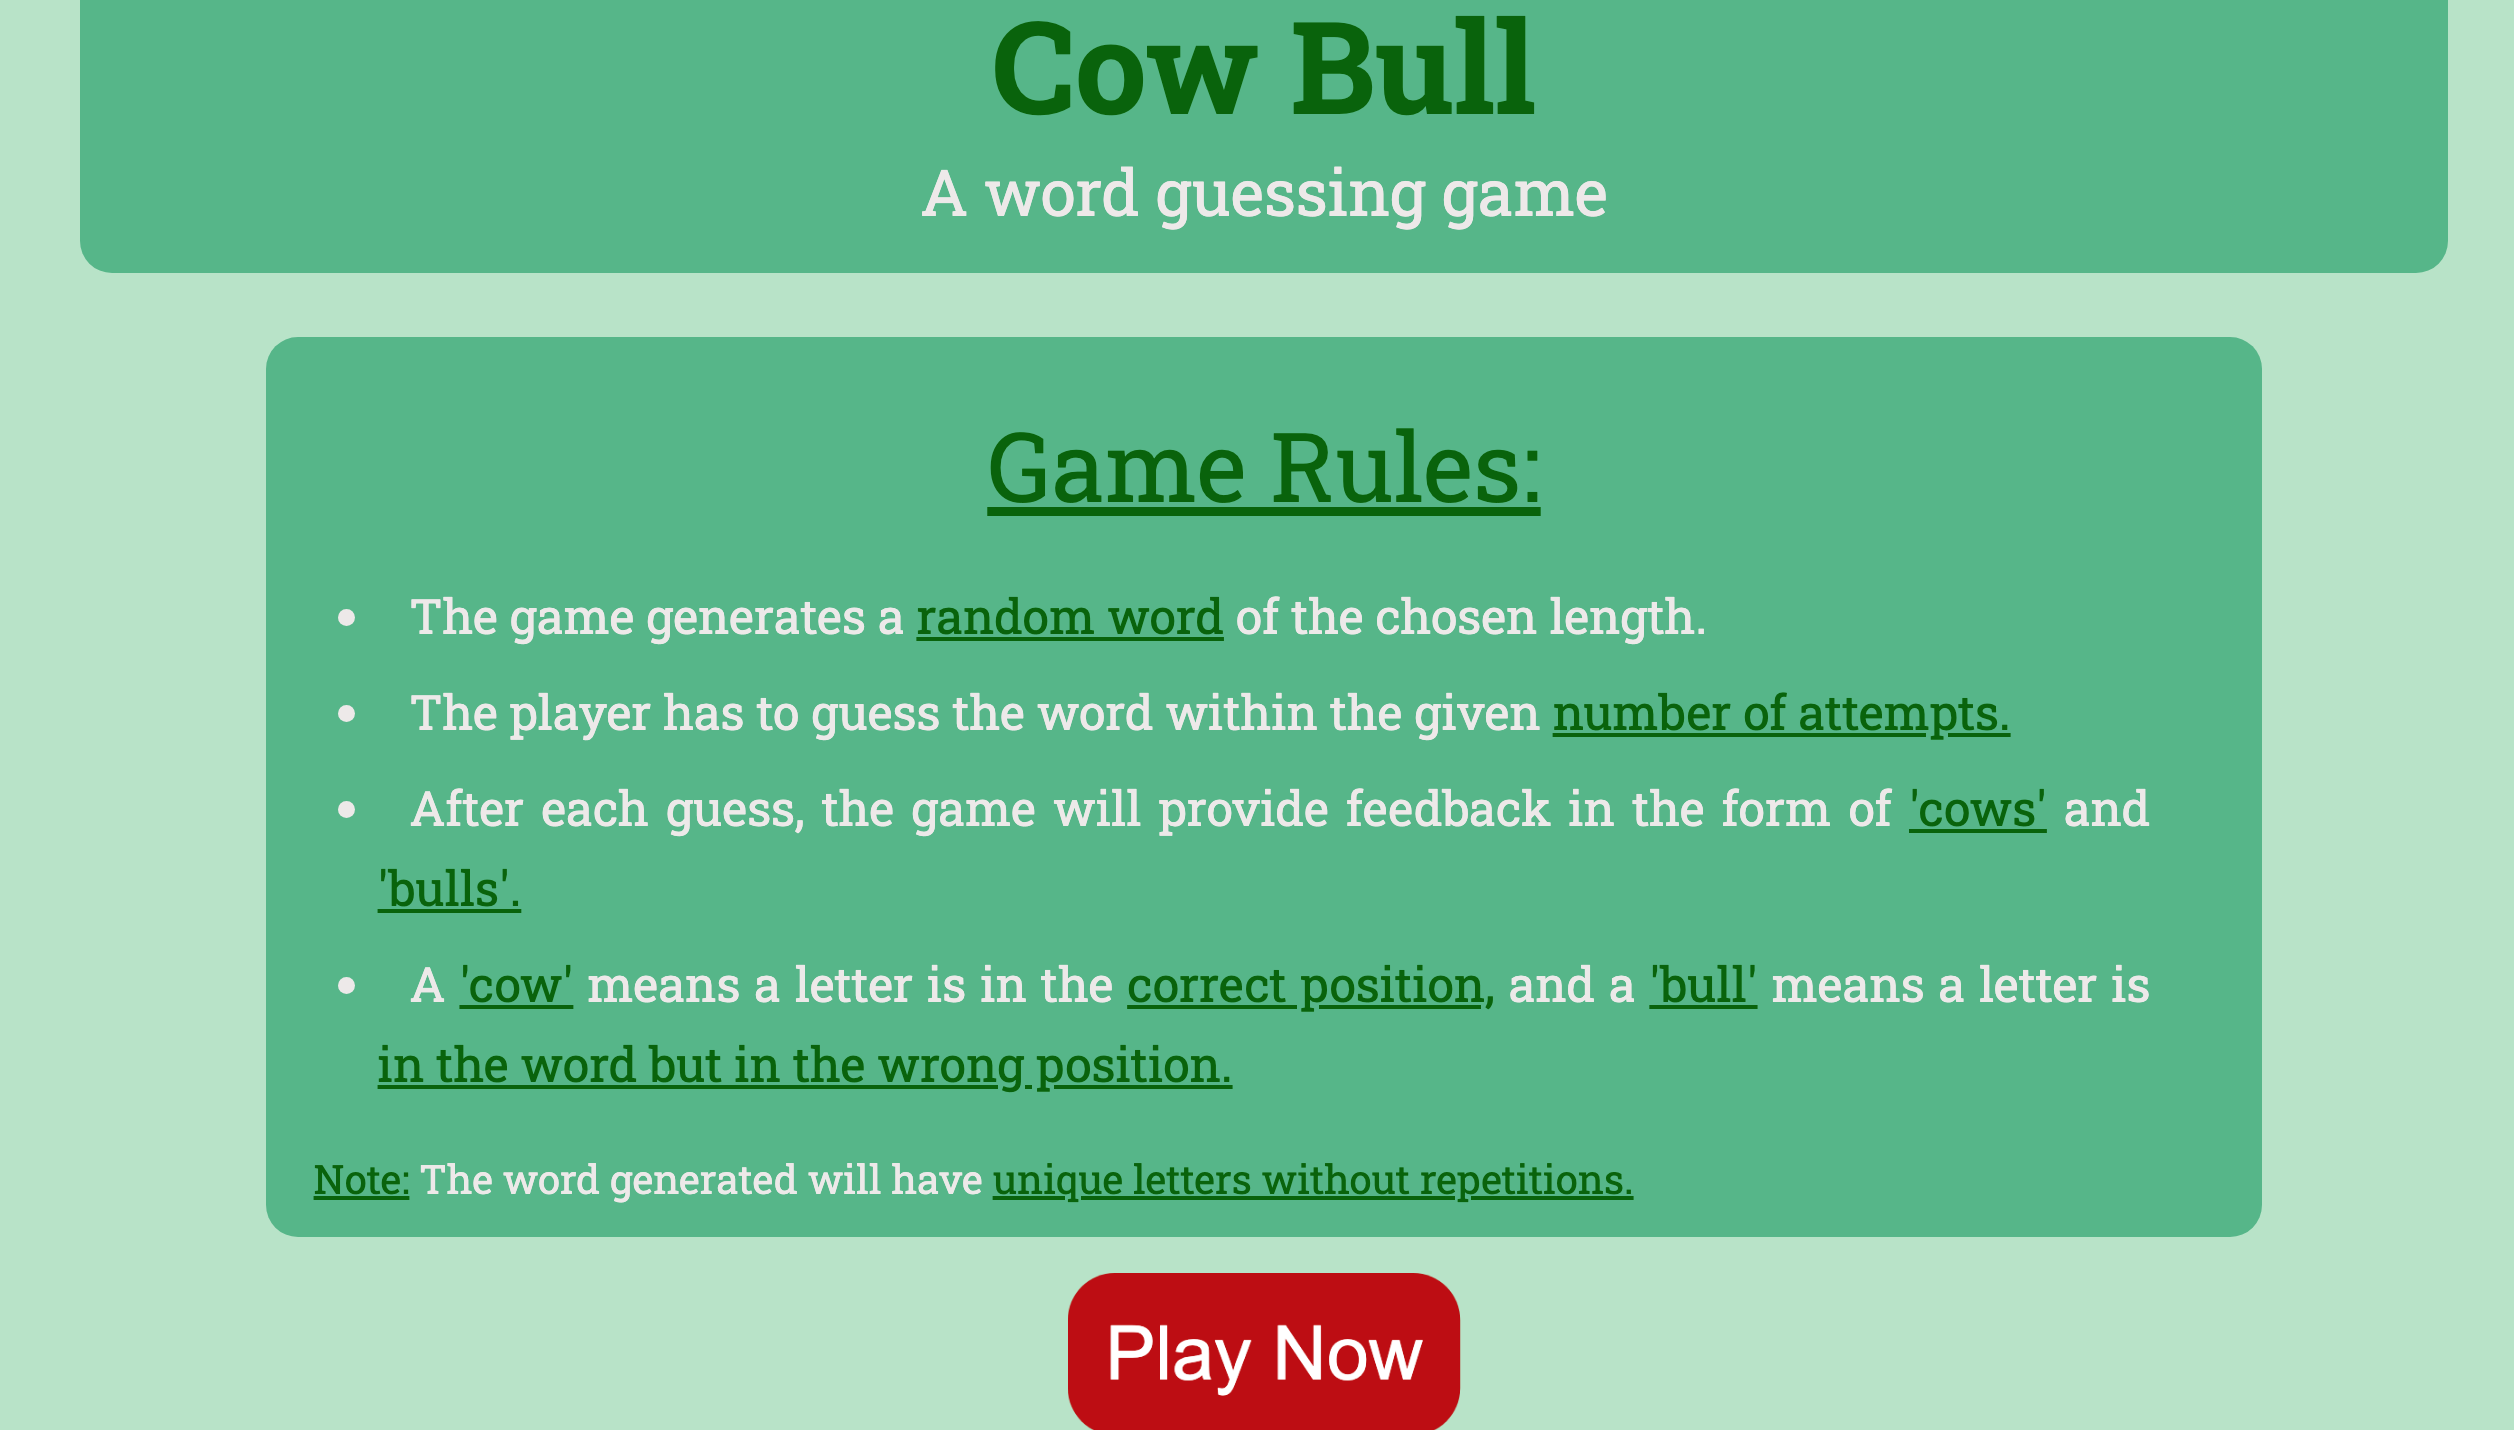 Cow Bull
A word guessing game
Game Rules:
• The game generates a random word of the chosen length.
• The player has to guess the word within the given number of attempts.
• After each guess, the game will provide feedback in the form of 'cows' and
'bulls'.
• A 'cow' means a letter is in the correct position, and a 'bull' means a letter is
in the word but in the wrong position.
Note: The word generated will have unique letters without repetitions.
Play Now